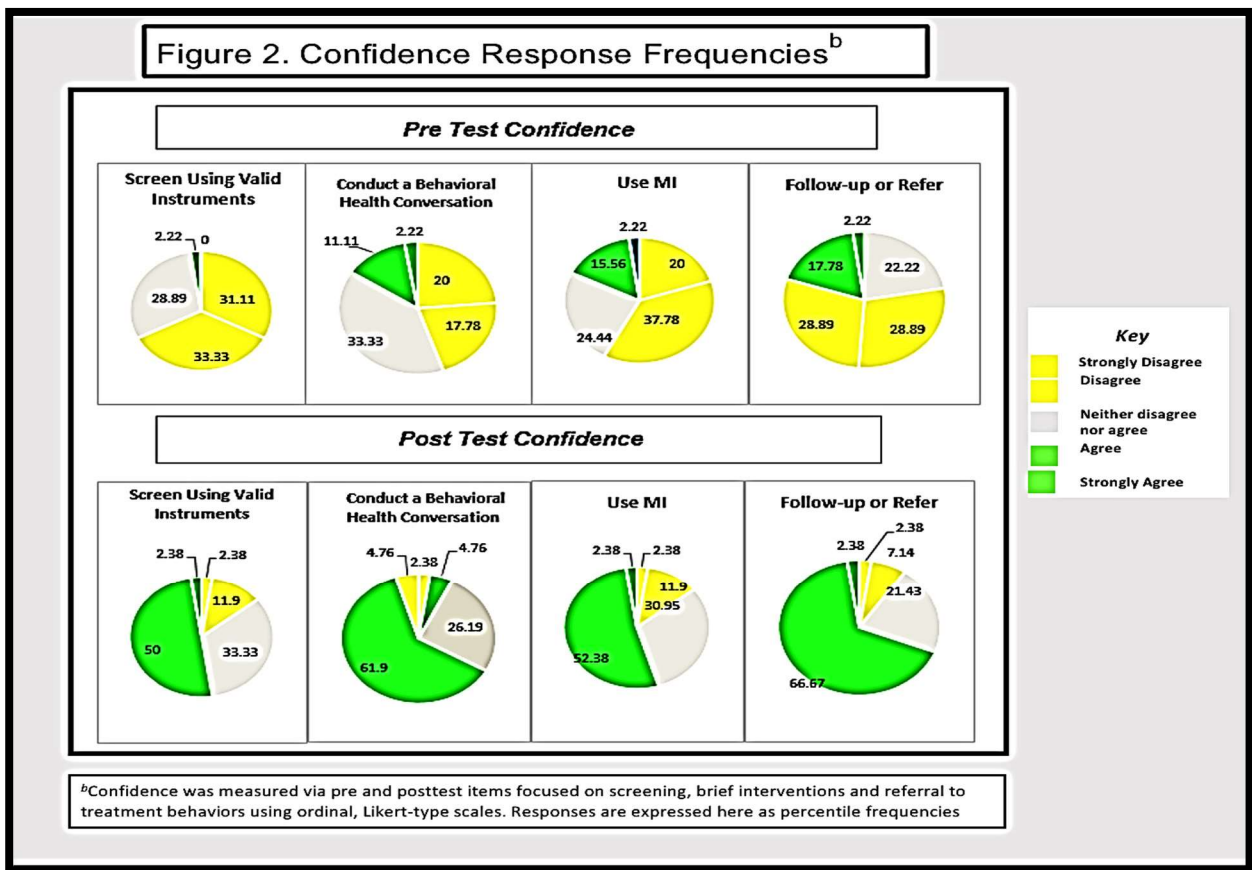 Figure 2. Confidence Response Frequencies^b
Pre Test Confidence
Screen Using Valid
Instruments
2.22
0
28.89
31.11
33.33
Conduct a Behavioral
Health Conversation
11.11
2.22
20
17.78
33.33
Use MI
2.22
15.56
20
37.78
24.44
Follow-up or Refer
2.22
17.78
22.22
28.89
28.89
Post Test Confidence
Screen Using Valid
Instruments
2.38
2.38
11.9
50
33.33
Conduct a Behavioral
Health Conversation
4.76
2.38
4.76
26.19
61.9
Use MI
2.38
2.38
11.9
30.95
52.38
Follow-up or Refer
2.38
2.38
7.14
21.43
66.67
Key
Strongly Disagree
Disagree
Neither disagree
nor agree
Agree
Strongly Agree
^bConfidence was measured via pre and posttest items focused on screening, brief interventions and referral to
treatment behaviors using ordinal, Likert-type scales. Responses are expressed here as percentile frequencies